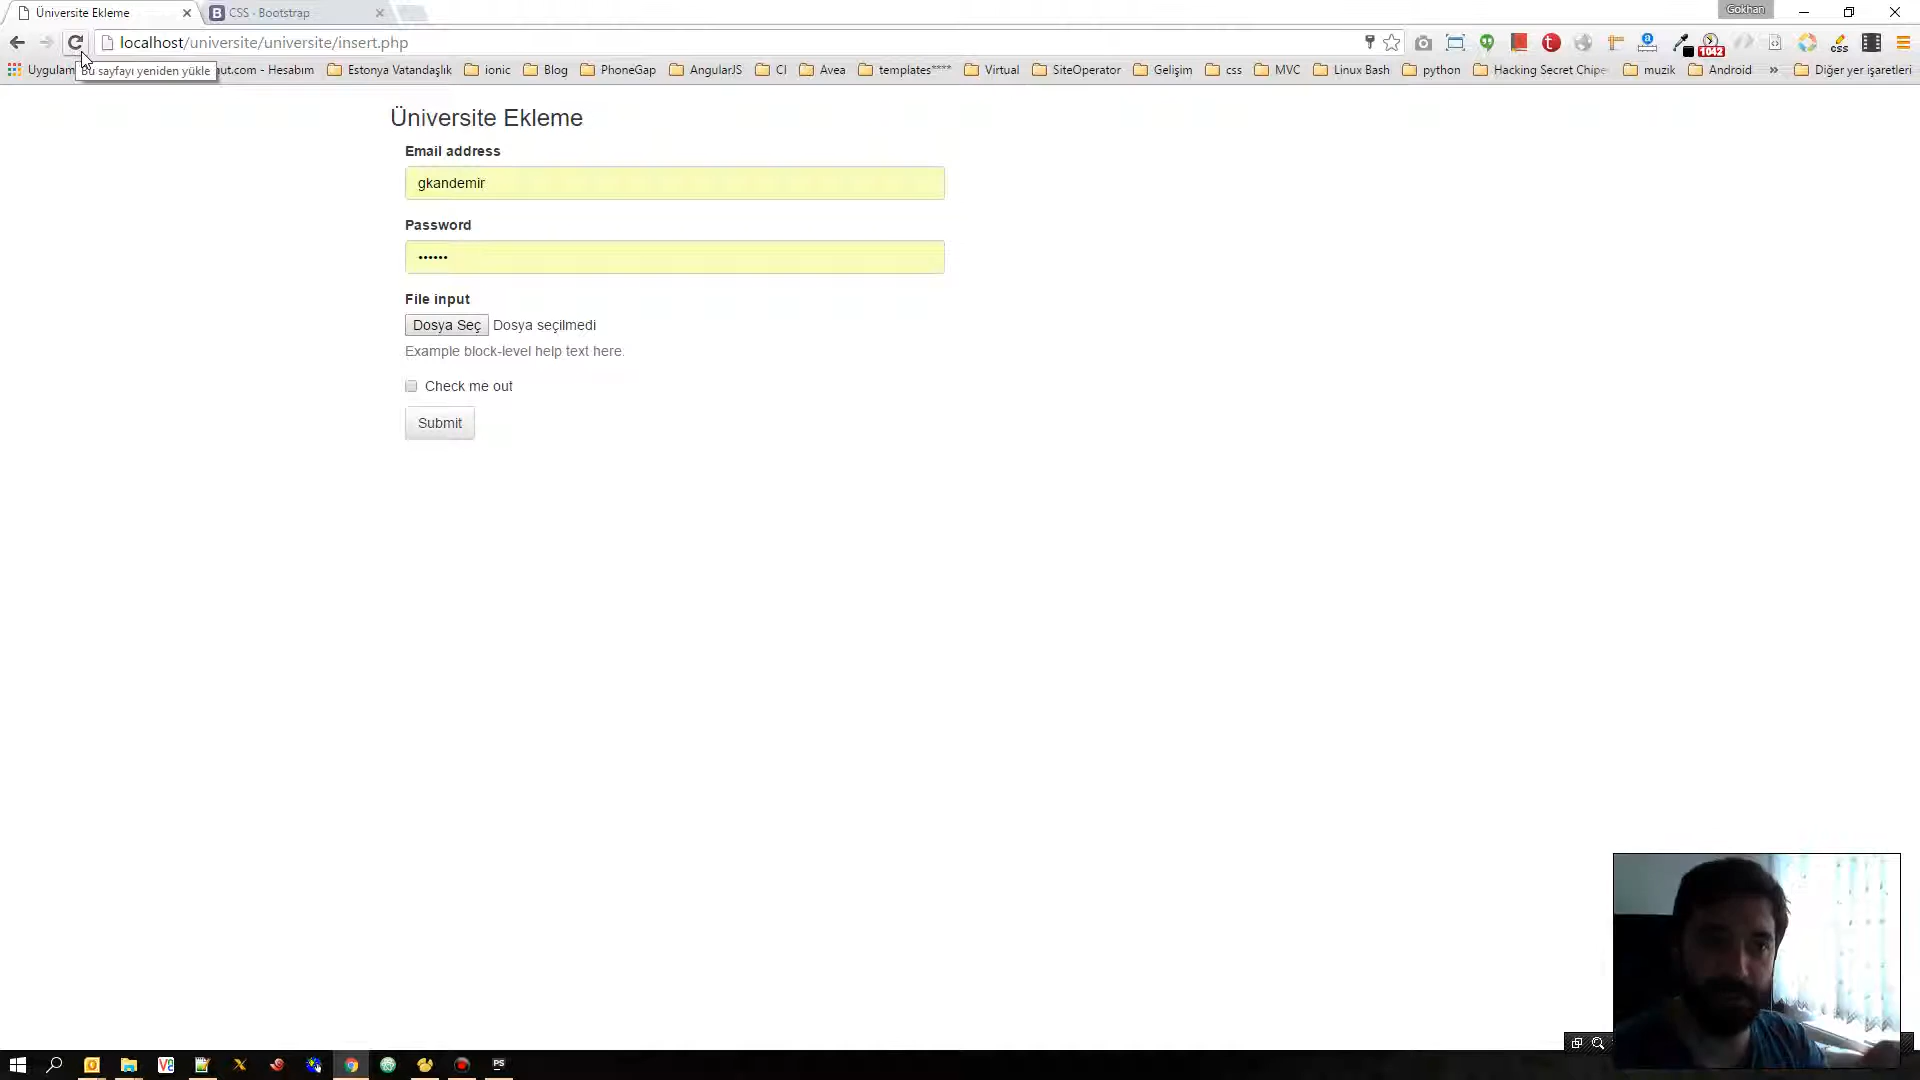 Üniversite Ekleme
CSS - Bootstrap
Gökhan
localhost/universite/universite/insert.php
1042
Uygulam
Bu sayfayı yeniden yükle
nut.com - Hesabım
Estonya Vatandaşlık
ionic
Blog
PhoneGap
AngularJS
CI
Avea
templates****
Virtual
SiteOperator
Gelişim
css
MVC
Linux Bash
python
Hacking Secret Chipe
muzik
Android
»
Diğer yer işaretleri
Üniversite Ekleme
Email address
gkandemir
Password
••••••
File input
Dosya Seç Dosya seçilmedi
Example block-level help text here.
Check me out
Submit